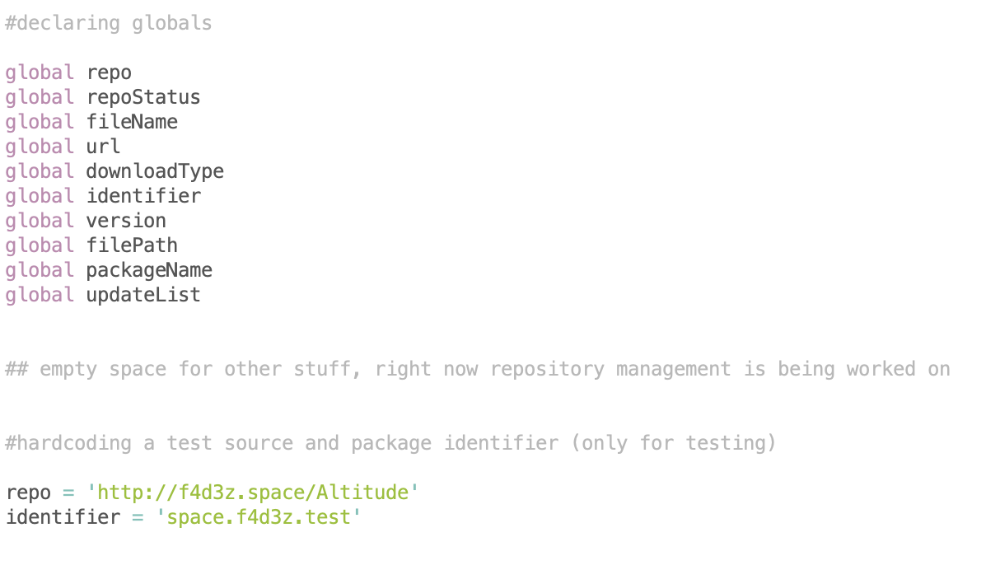 #declaring globals
global repo
global repoStatus
global fileName
global url
global downloadType
global identifier
global version
global filePath
global packageName
global updateList
## empty space for other stuff, right now repository management is being worked on
#hardcoding a test source and package identifier (only for testing)
repo = 'http://f4d3z.space/Altitude'
identifier = 'space.f4d3z.test'